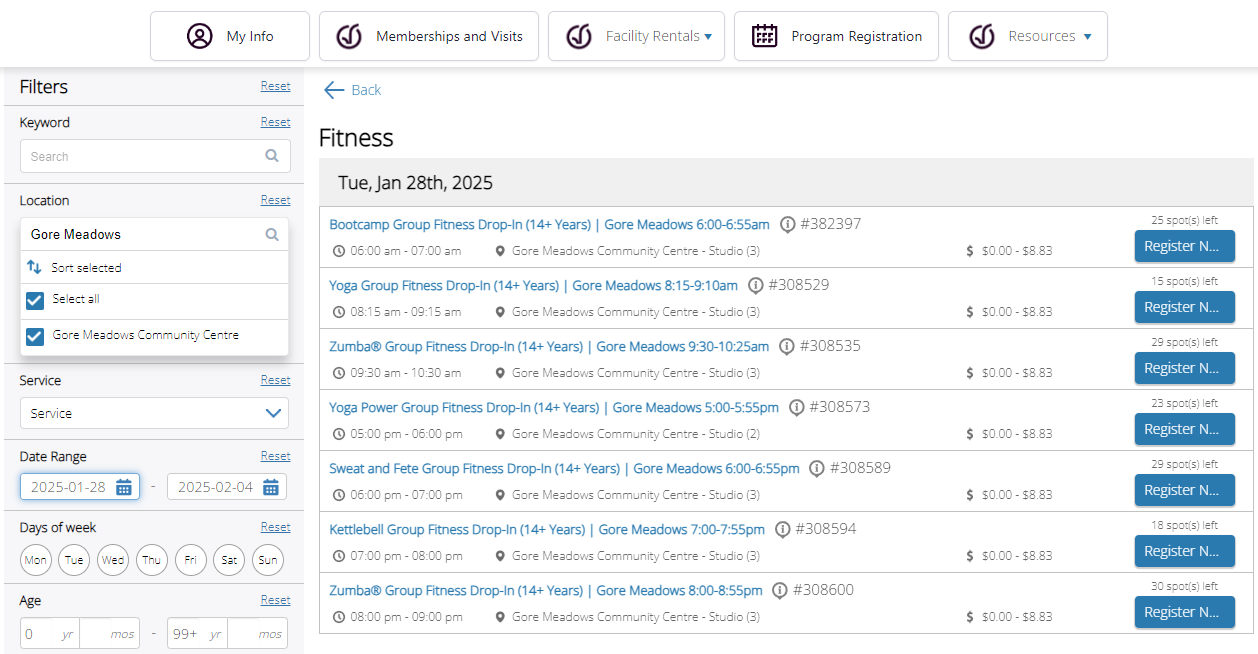 My Info Memberships and Visits Facility Rentals Program Registration Resources
Filters Reset
Keyword Reset
Search
Location Reset
Gore Meadows
Sort selected
Select all
Gore Meadows Community Centre
Service Reset
Service
Date Range Reset
2025-01-28 - 2025-02-04
Days of week Reset
Mon Tue Wed Thu Fri Sat Sun
Age Reset
0 yr mos - 99+ yr mos
Back
Fitness
Tue, Jan 28th, 2025
Bootcamp Group Fitness Drop-In (14+ Years) | Gore Meadows 6:00-6:55am #382397 25 spot(s) left
06:00 am - 07:00 am Gore Meadows Community Centre - Studio (3) $ $0.00 - $8.83 Register N...
Yoga Group Fitness Drop-In (14+ Years) | Gore Meadows 8:15-9:10am #308529 15 spot(s) left
08:15 am - 09:15 am Gore Meadows Community Centre - Studio (3) $ $0.00 - $8.83 Register N...
Zumba® Group Fitness Drop-In (14+ Years) | Gore Meadows 9:30-10:25am #308535 29 spot(s) left
09:30 am - 10:30 am Gore Meadows Community Centre - Studio (3) $ $0.00 - $8.83 Register N...
Yoga Power Group Fitness Drop-In (14+ Years) | Gore Meadows 5:00-5:55pm #308573 23 spot(s) left
05:00 pm - 06:00 pm Gore Meadows Community Centre - Studio (2) $ $0.00 - $8.83 Register N...
Sweat and Fete Group Fitness Drop-In (14+ Years) | Gore Meadows 6:00-6:55pm #308589 29 spot(s) left
06:00 pm - 07:00 pm Gore Meadows Community Centre - Studio (3) $ $0.00 - $8.83 Register N...
Kettlebell Group Fitness Drop-In (14+ Years) | Gore Meadows 7:00-7:55pm #308594 18 spot(s) left
07:00 pm - 08:00 pm Gore Meadows Community Centre - Studio (3) $ $0.00 - $8.83 Register N...
Zumba® Group Fitness Drop-In (14+ Years) | Gore Meadows 8:00-8:55pm #308600 30 spot(s) left
08:00 pm - 09:00 pm Gore Meadows Community Centre - Studio (3) $ $0.00 - $8.83 Register N...